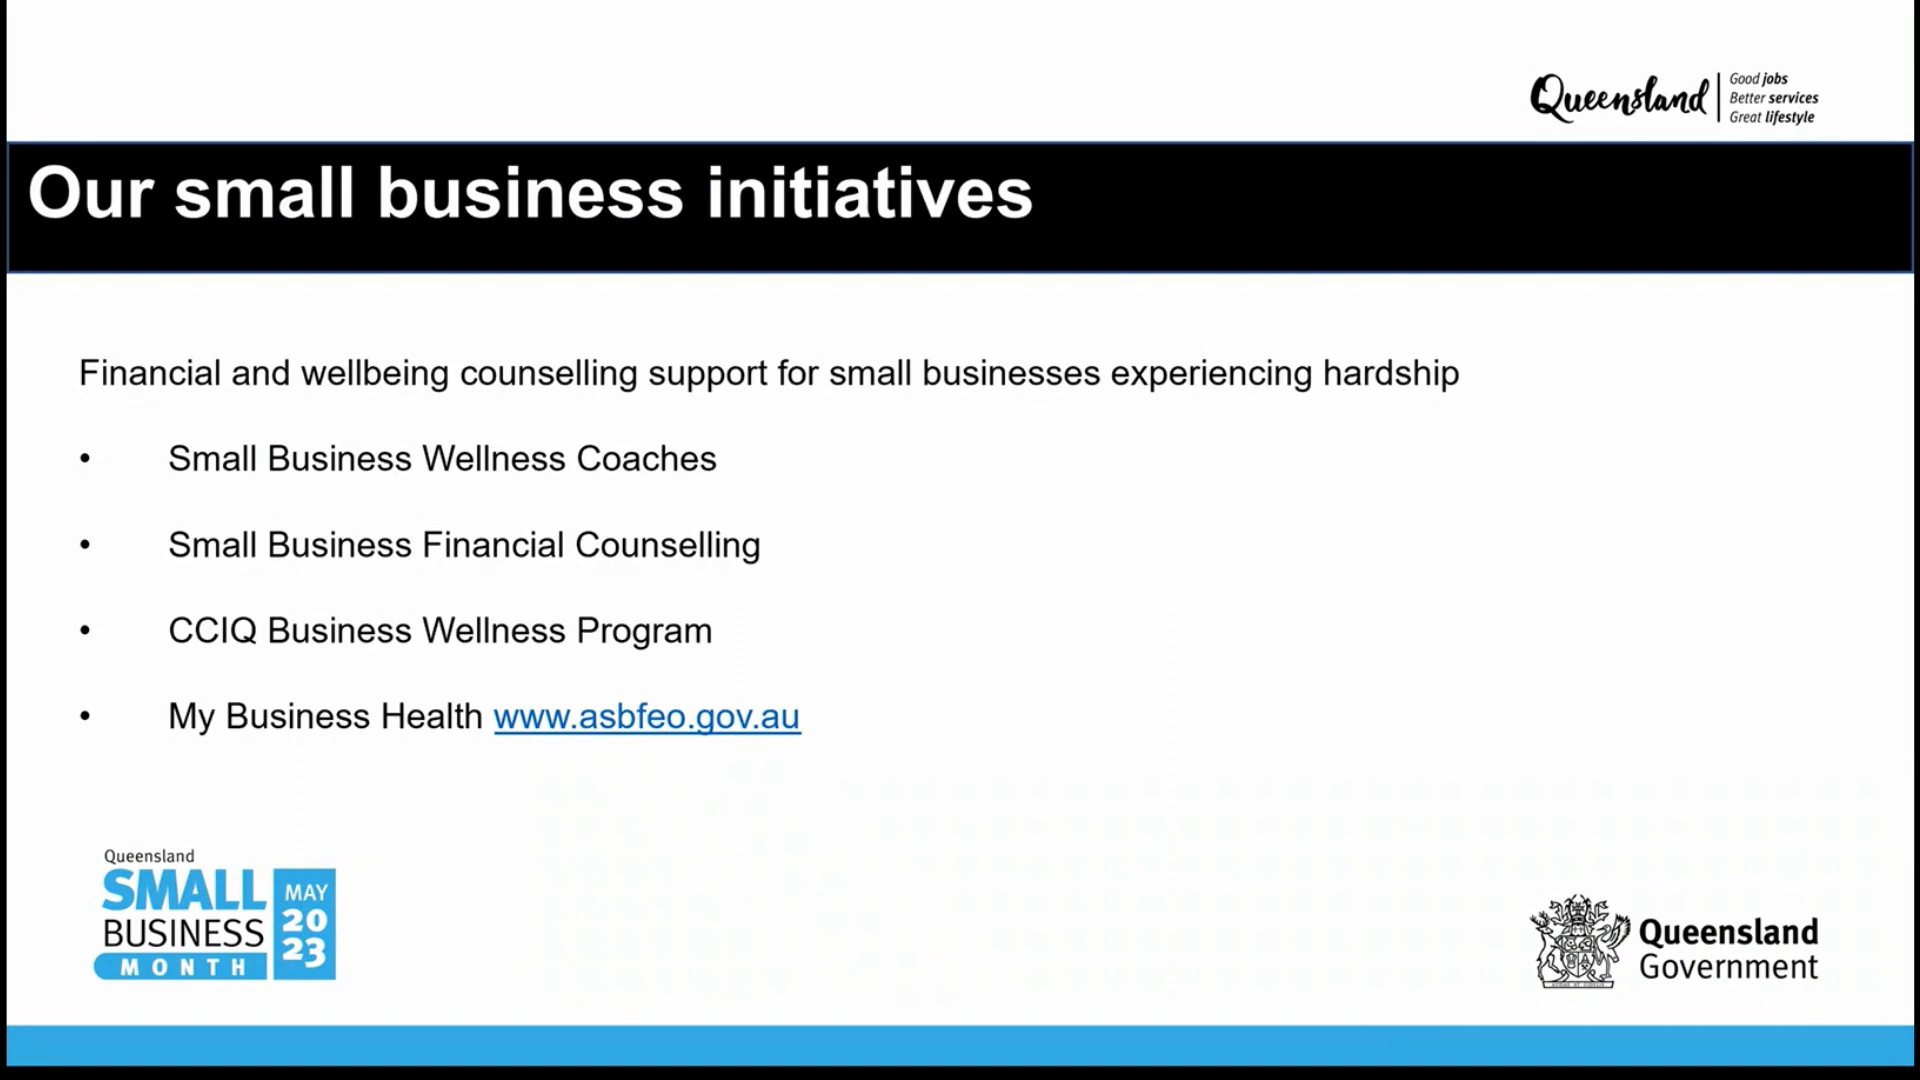 Queensland
Good jobs
Better services
Great lifestyle
Our small business initiatives
Financial and wellbeing counselling support for small businesses experiencing hardship
• Small Business Wellness Coaches
• Small Business Financial Counselling
• CCIQ Business Wellness Program
• My Business Health www.asbfeo.gov.au
Queensland
SMALL
BUSINESS
MONTH
MAY
20
23
Queensland
Government